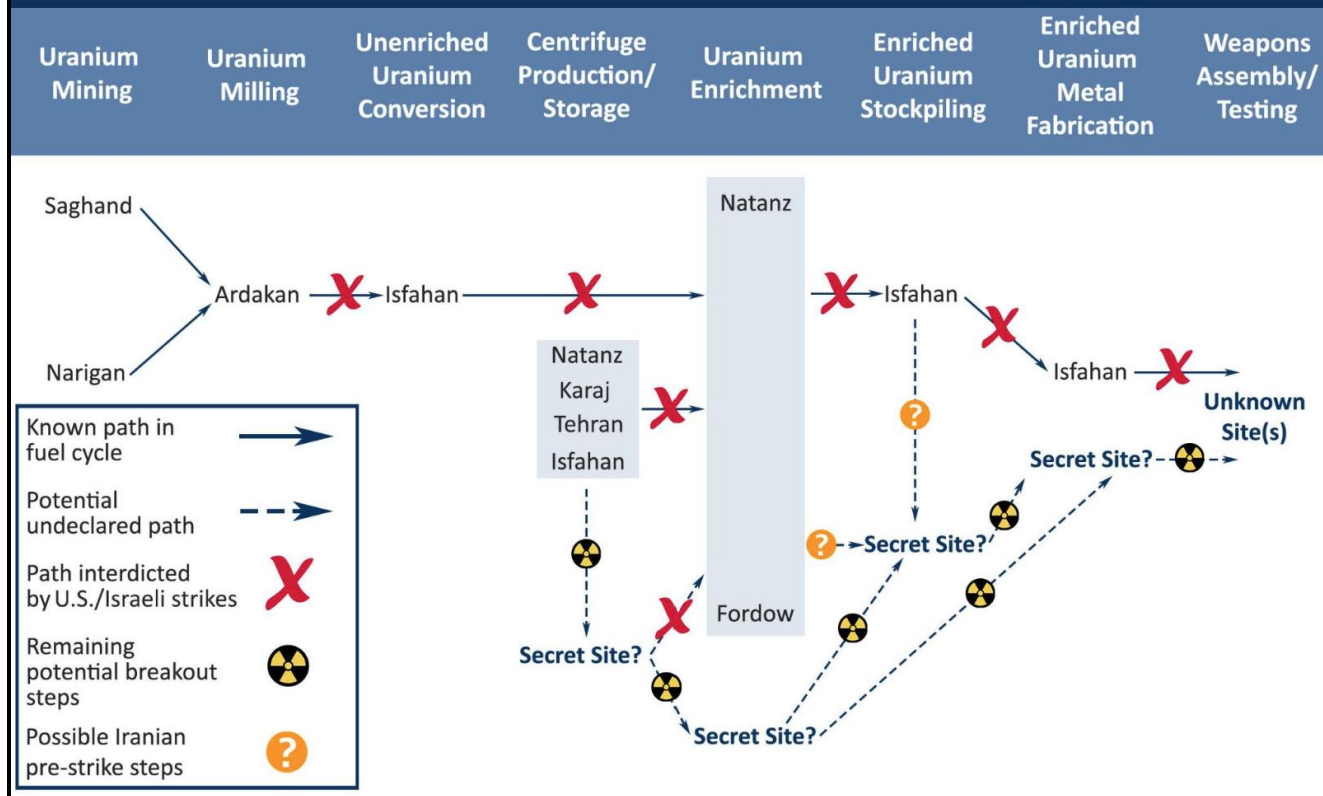 Uranium
Mining
Uranium
Milling
Unenriched
Uranium
Conversion
Centrifuge
Production/
Storage
Uranium
Enrichment
Enriched
Uranium
Stockpiling
Enriched
Uranium
Metal
Fabrication
Weapons
Assembly/
Testing
Saghand
Narigan
Ardakan
Isfahan
Natanz
Karaj
Tehran
Isfahan
Secret Site?
Natanz
Fordow
Secret Site?
Isfahan
?
?
Secret Site?
Isfahan
Secret Site?
Unknown
Site(s)
Known path in
fuel cycle
Potential
undeclared path
Path interdicted
by U.S./Israeli strikes
Remaining
potential breakout
steps
Possible Iranian
pre-strike steps
?